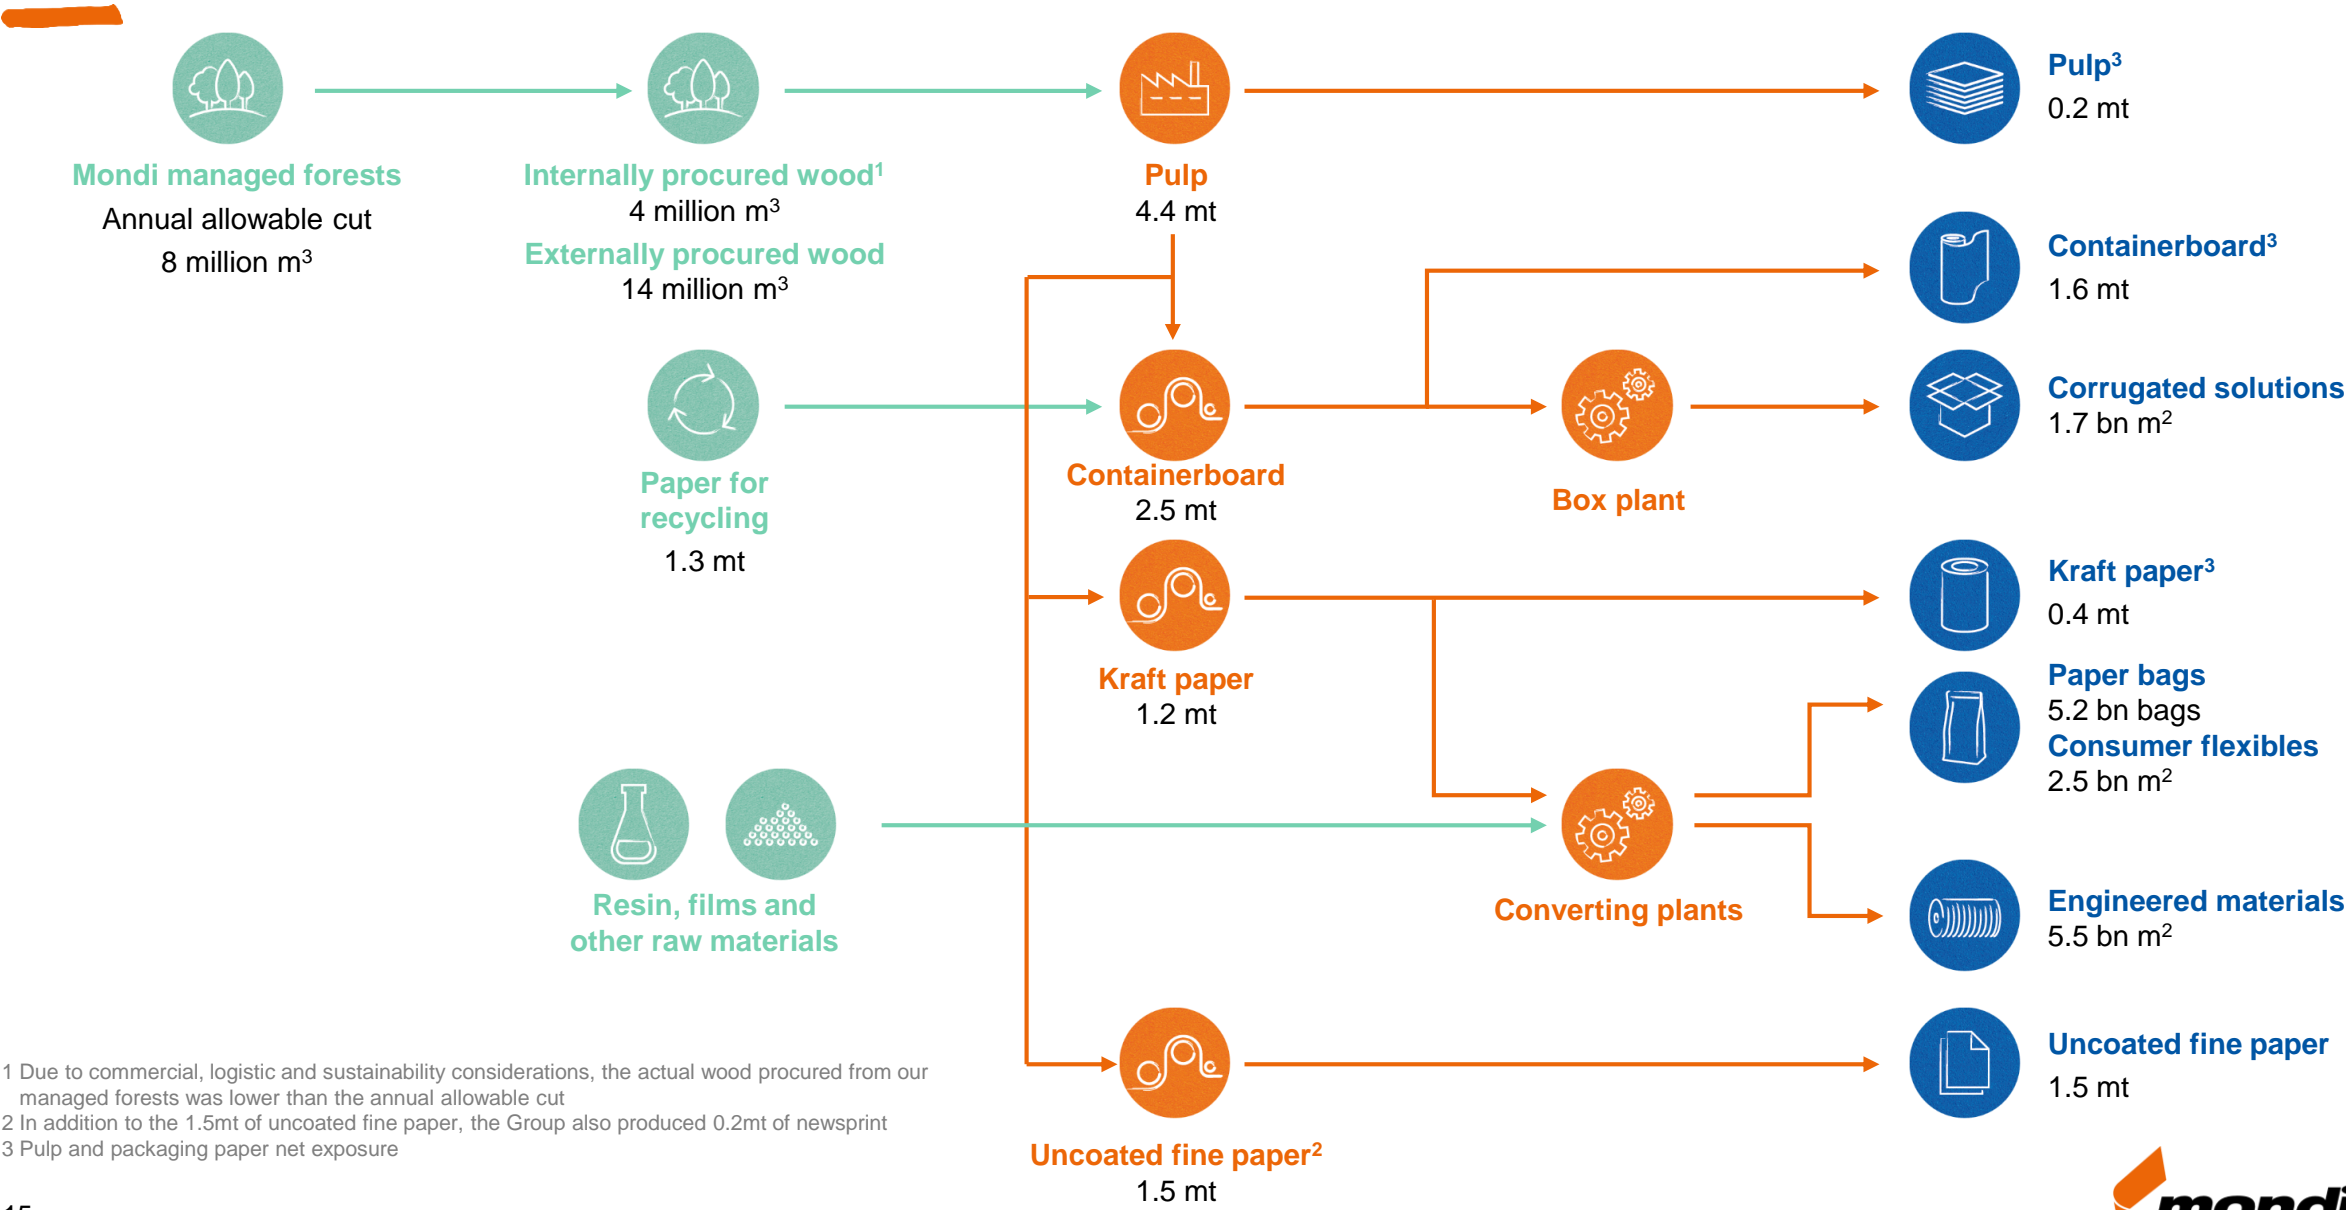 Mondi managed forests
Annual allowable cut
8 million m³
Internally procured wood¹
4 million m³
Externally procured wood
14 million m³
Pulp
4.4 mt
Pulp³
0.2 mt
Containerboard³
1.6 mt
Paper for
recycling
1.3 mt
Containerboard
2.5 mt
Box plant
Corrugated solutions
1.7 bn m²
Kraft paper
1.2 mt
Kraft paper³
0.4 mt
Paper bags
5.2 bn bags
Consumer flexibles
2.5 bn m²
Resin, films and
other raw materials
Converting plants
Engineered materials
5.5 bn m²
Uncoated fine paper²
1.5 mt
Uncoated fine paper
1.5 mt
1 Due to commercial, logistic and sustainability considerations, the actual wood procured from our
managed forests was lower than the annual allowable cut
2 In addition to the 1.5mt of uncoated fine paper, the Group also produced 0.2mt of newsprint
3 Pulp and packaging paper net exposure
mondi